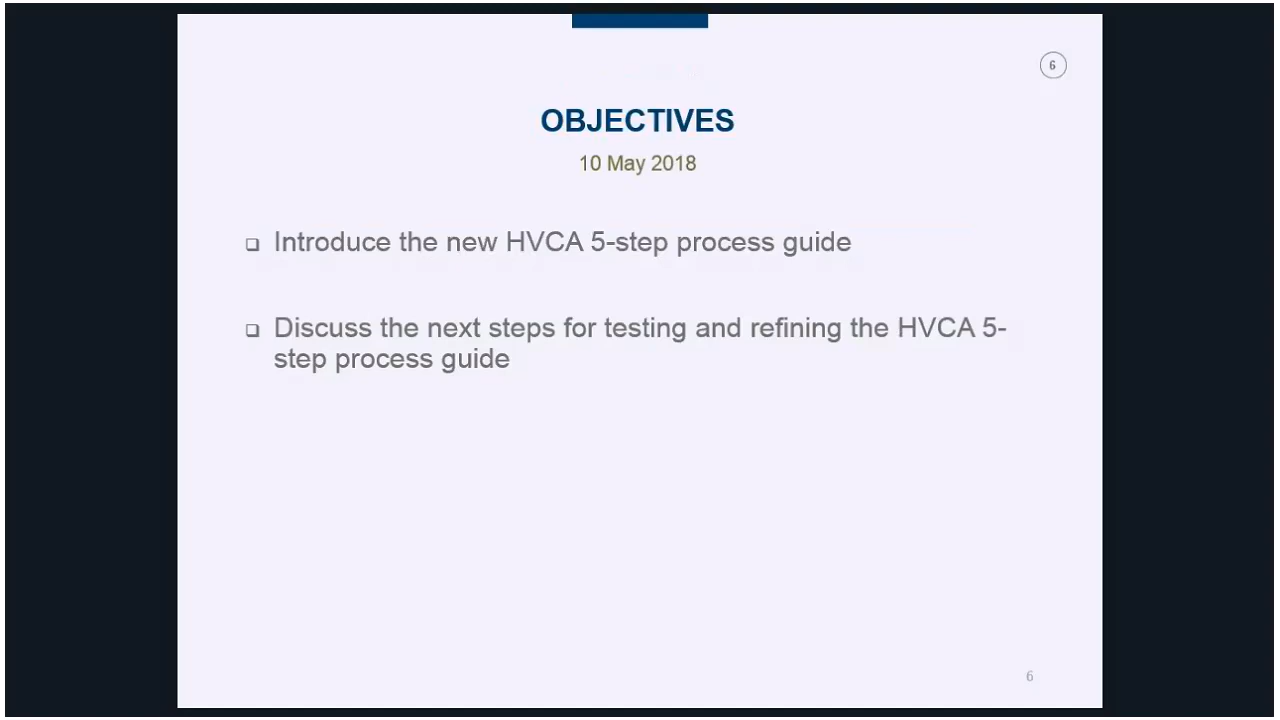 6
OBJECTIVES
10 May 2018
❑ Introduce the new HVCA 5-step process guide
❑ Discuss the next steps for testing and refining the HVCA 5-
step process guide
6